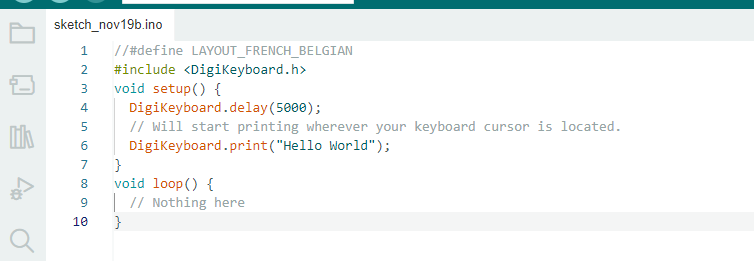 sketch_nov19b.ino
1 //#define LAYOUT_FRENCH_BELGIAN
2 #include <DigiKeyboard.h>
3 void setup() {
4 DigiKeyboard.delay(5000);
5 // Will start printing wherever your keyboard cursor is located.
6 DigiKeyboard.print("Hello World");
7 }
8 void loop() {
9 // Nothing here
10 }